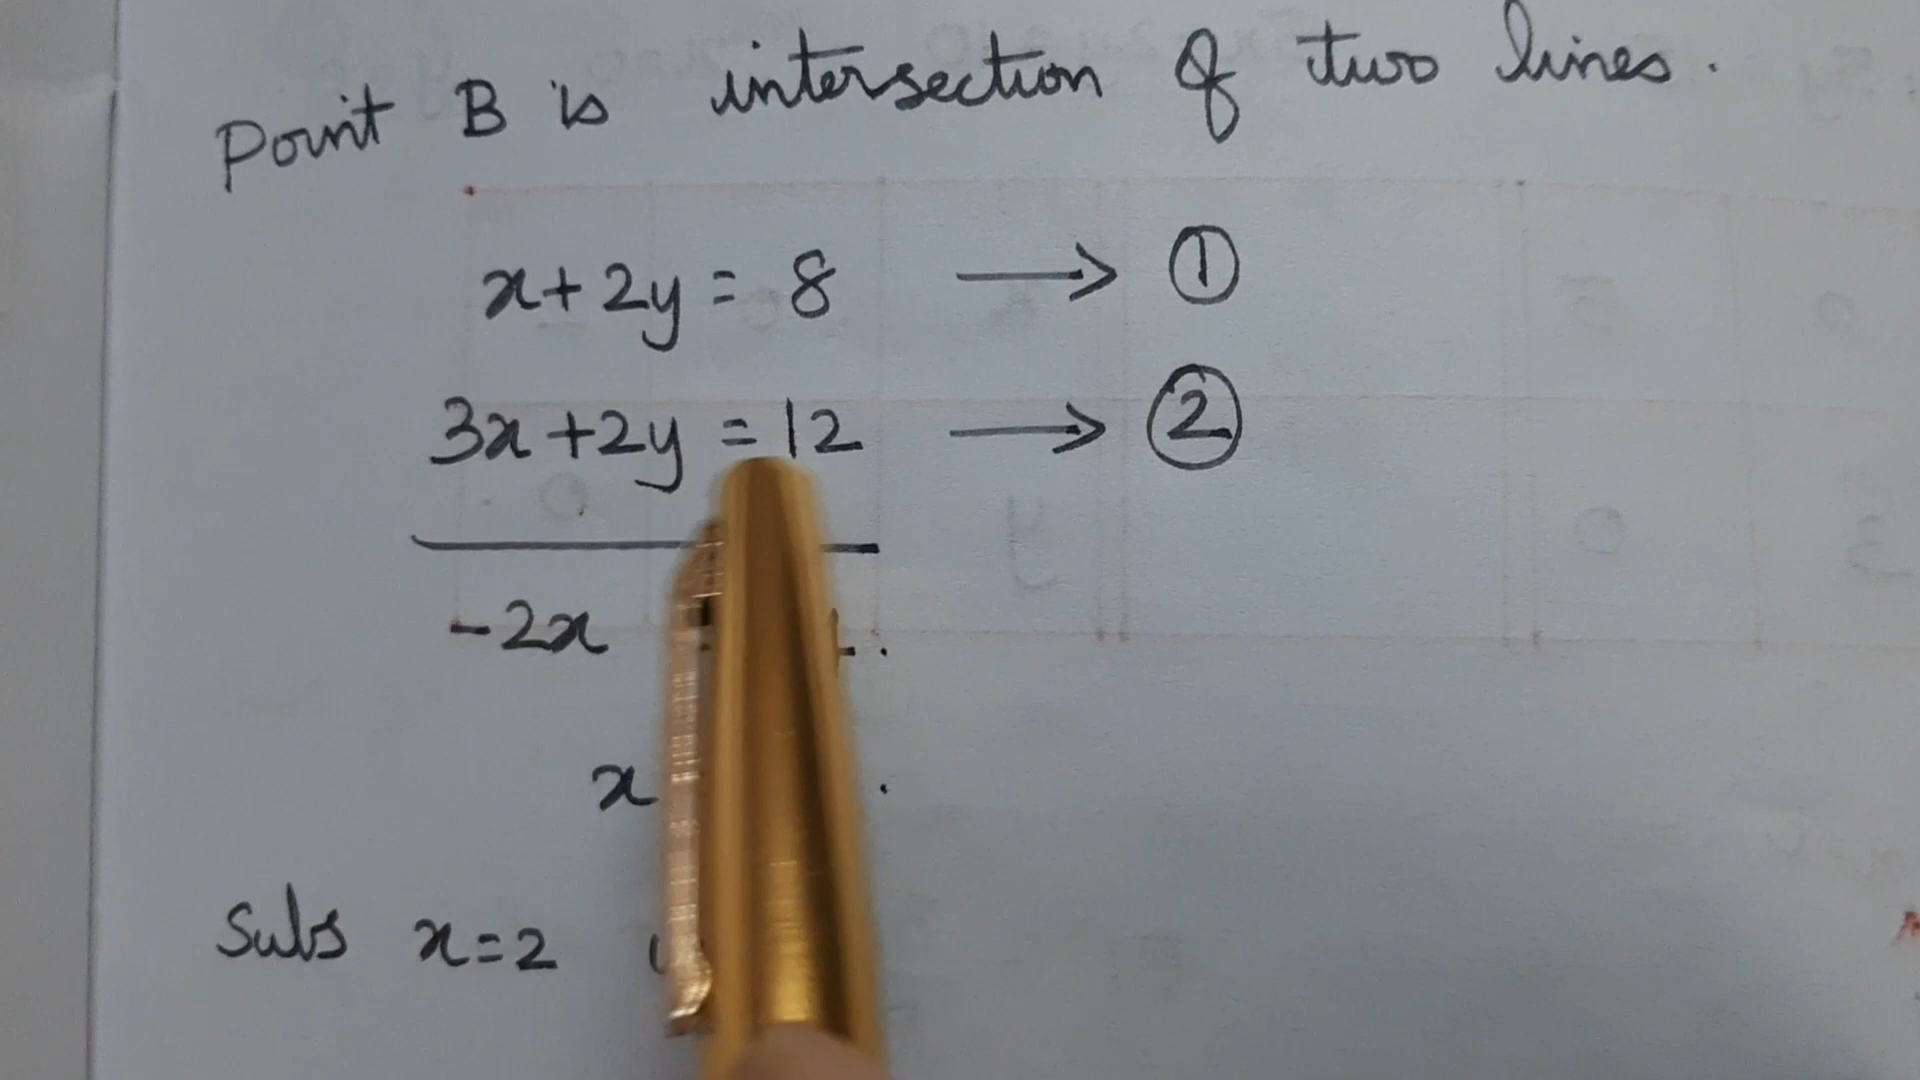 Point B is intersection of two lines.
x + 2y = 8 → ①
3x + 2y = 12 → ②
-2x
x
Subs x = 2